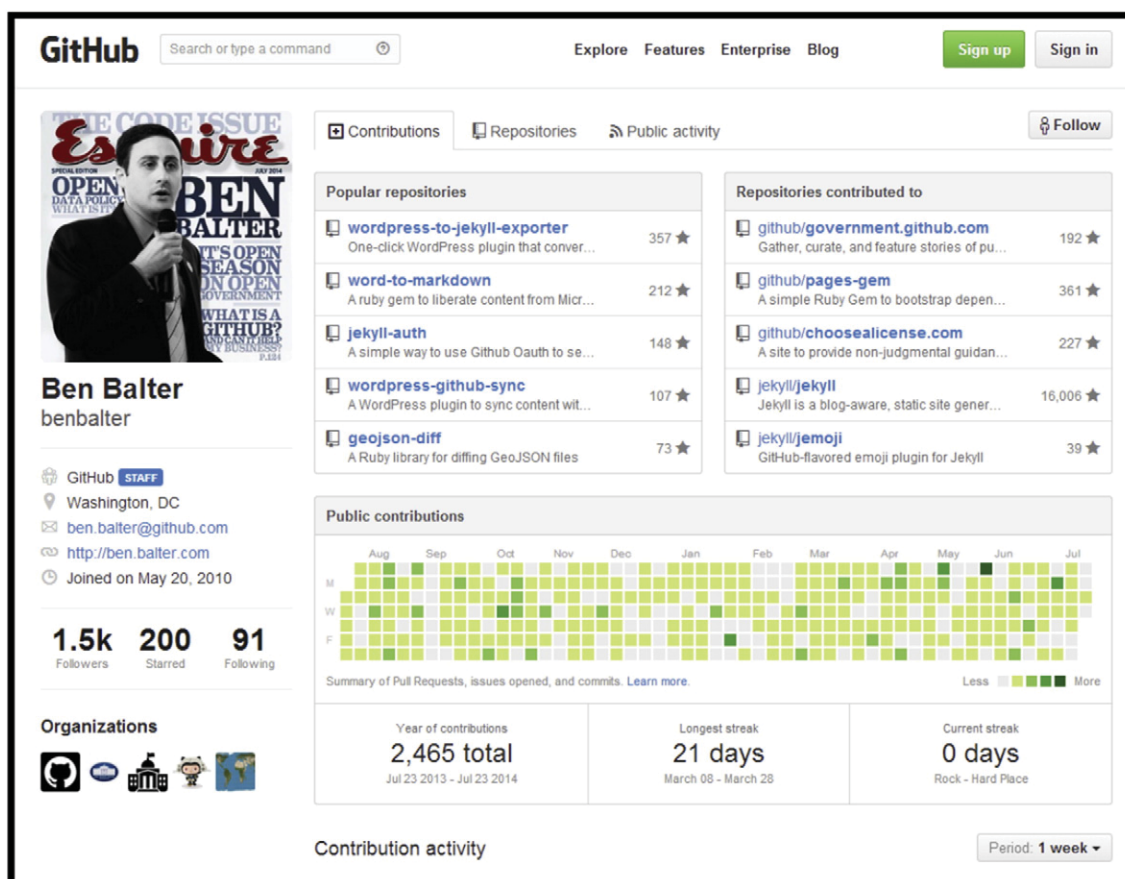 GitHub
Search or type a command
Explore Features Enterprise Blog
Sign up
Sign in
THE CODE ISSUE
Esquire
SPECIAL EDITION
JULY 2014
OPEN
DATA POLICY
WHAT IS IT?
BEN
BALTER
IT'S OPEN
SEASON
ON OPEN
GOVERNMENT
WHAT IS A
GITHUB?
AND CAN IT HELP
MY BUSINESS?
P.124
Ben Balter
benbalter
GitHub STAFF
Washington, DC
ben.balter@github.com
http://ben.balter.com
Joined on May 20, 2010
1.5k 200 91
Followers Starred Following
Organizations
Contributions Repositories Public activity
Follow
Popular repositories
wordpress-to-jekyll-exporter
One-click WordPress plugin that conver...
357
word-to-markdown
A ruby gem to liberate content from Micr...
212
jekyll-auth
A simple way to use Github Oauth to se...
148
wordpress-github-sync
A WordPress plugin to sync content wit...
107
geojson-diff
A Ruby library for diffing GeoJSON files
73
Repositories contributed to
github/government.github.com
Gather, curate, and feature stories of pu...
192
github/pages-gem
A simple Ruby Gem to bootstrap depen...
361
github/choosealicense.com
A site to provide non-judgmental guidan...
227
jekyll/jekyll
Jekyll is a blog-aware, static site gener...
16,006
jekyll/jemoji
GitHub-flavored emoji plugin for Jekyll
39
Public contributions
Aug Sep Oct Nov Dec Jan Feb Mar Apr May Jun Jul
M
W
F
Summary of Pull Requests, issues opened, and commits. Learn more.
Less More
Year of contributions
2,465 total
Jul 23 2013 - Jul 23 2014
Longest streak
21 days
March 08 - March 28
Current streak
0 days
Rock - Hard Place
Contribution activity
Period: 1 week